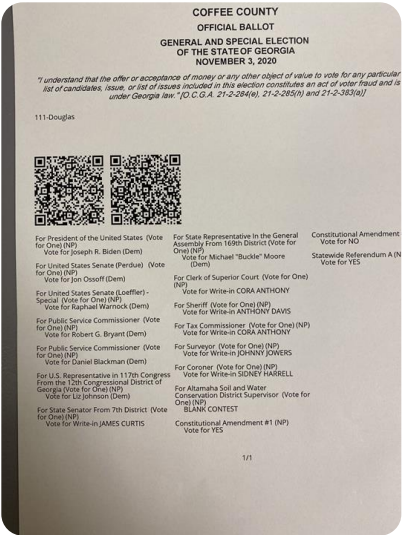 COFFEE COUNTY
OFFICIAL BALLOT
GENERAL AND SPECIAL ELECTION
OF THE STATE OF GEORGIA
NOVEMBER 3, 2020
"I understand that the offer or acceptance of money or any other object of value to vote for any particular
list of candidates, issue, or list of issues included in this election constitutes an act of voter fraud and is
under Georgia law." [O.C.G.A. 21-2-284(e), 21-2-285(h) and 21-2-383(a)]
111-Douglas
For President of the United States (Vote
for One) (NP)
Vote for Joseph R. Biden (Dem)
For United States Senate (Perdue) (Vote
for One) (NP)
Vote for Jon Ossoff (Dem)
For United States Senate (Loeffler) -
Special (Vote for One) (NP)
Vote for Raphael Warnock (Dem)
For Public Service Commissioner (Vote
for One) (NP)
Vote for Robert G. Bryant (Dem)
For Public Service Commissioner (Vote
for One) (NP)
Vote for Daniel Blackman (Dem)
For U.S. Representative in 117th Congress
From the 12th Congressional District of
Georgia (Vote for One) (NP)
Vote for Liz Johnson (Dem)
For State Senator From 7th District (Vote
for One) (NP)
Vote for Write-in JAMES CURTIS
For State Representative In the General
Assembly From 169th District (Vote for
One) (NP)
Vote for Michael "Buckle" Moore
(Dem)
For Clerk of Superior Court (Vote for One)
(NP)
Vote for Write-in CORA ANTHONY
For Sheriff (Vote for One) (NP)
Vote for Write-in ANTHONY DAVIS
For Tax Commissioner (Vote for One) (NP)
Vote for Write-in CORA ANTHONY
For Surveyor (Vote for One) (NP)
Vote for Write-in JOHNNY JOWERS
For Coroner (Vote for One) (NP)
Vote for Write-in SIDNEY HARRELL
For Altamaha Soil and Water
Conservation District Supervisor (Vote for
One) (NP)
BLANK CONTEST
Constitutional Amendment #1 (NP)
Vote for YES
Constitutional Amendment
Vote for NO
Statewide Referendum A (N
Vote for YES
1/1